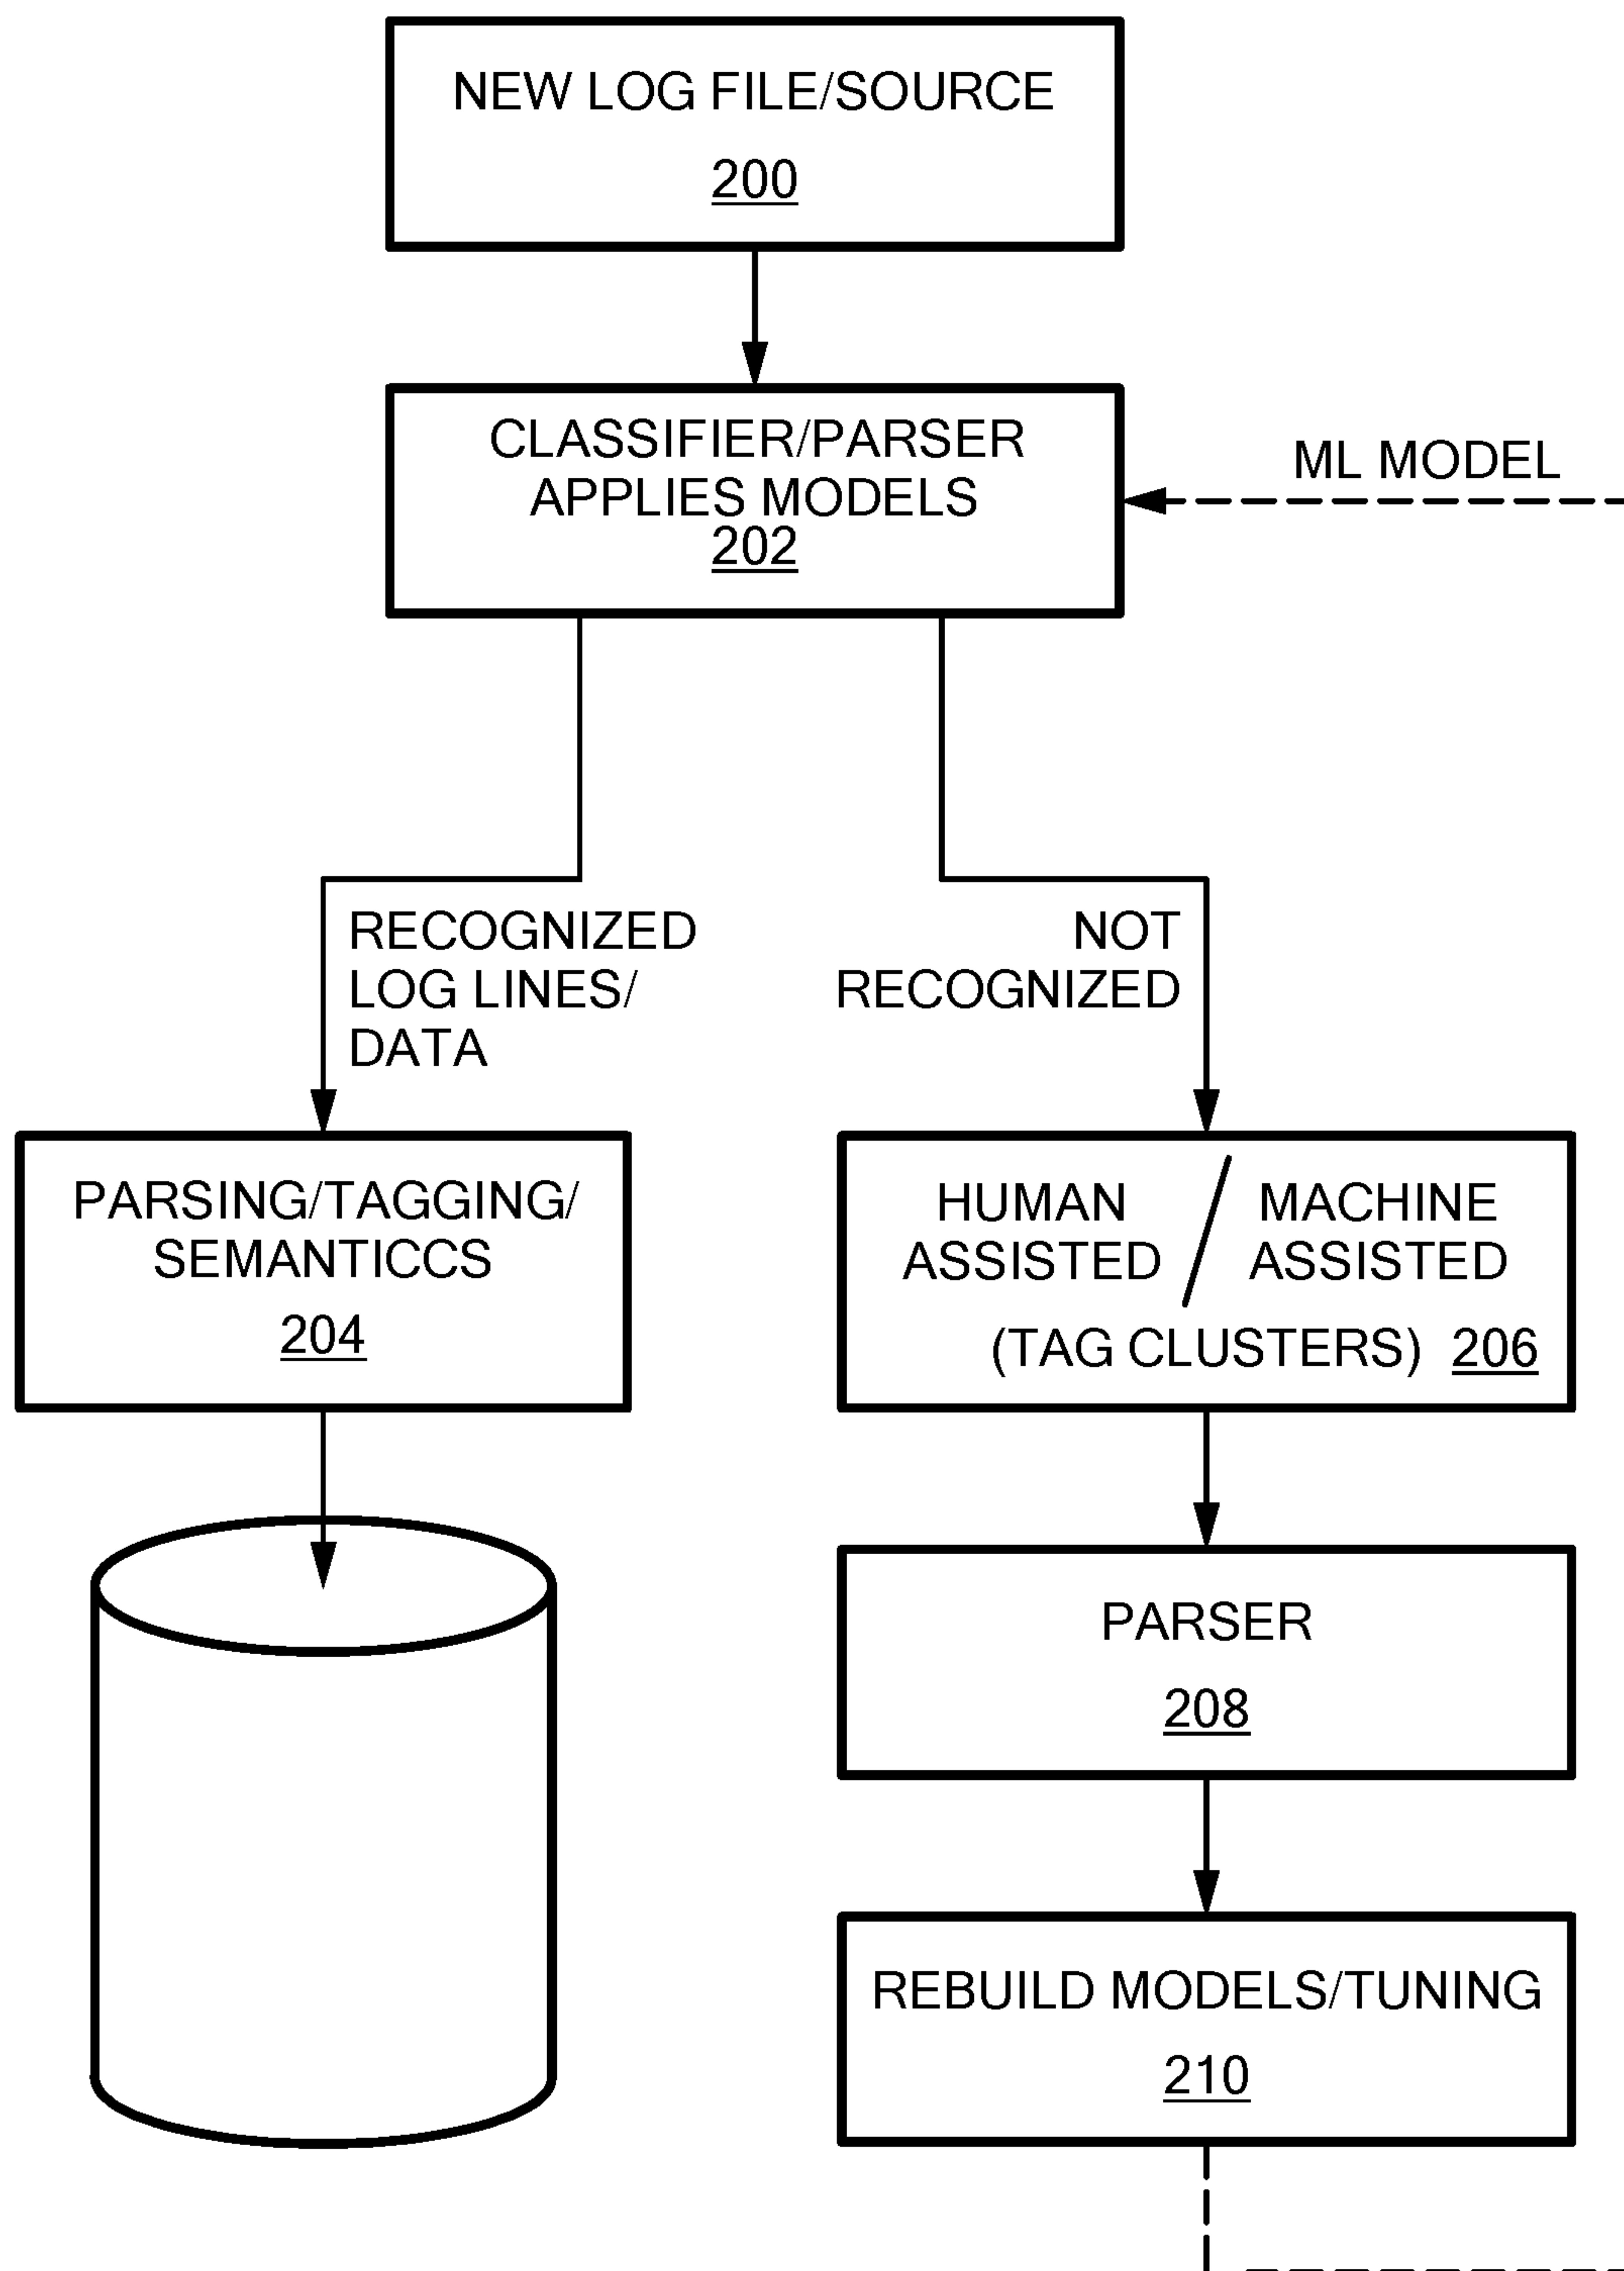 NEW LOG FILE/SOURCE
200
CLASSIFIER/PARSER
APPLIES MODELS
202
ML MODEL
RECOGNIZED
LOG LINES/
DATA
NOT
RECOGNIZED
PARSING/TAGGING/
SEMANTICCS
204
HUMAN
ASSISTED
/
MACHINE
ASSISTED
(TAG CLUSTERS) 206
PARSER
208
REBUILD MODELS/TUNING
210